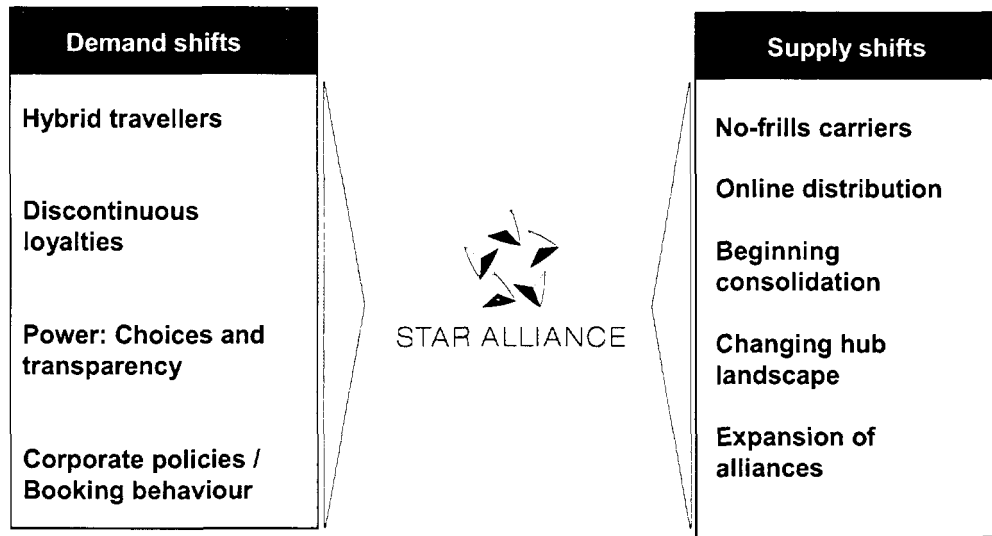 Demand shifts
Hybrid travellers
Discontinuous
loyalties
Power: Choices and
transparency
Corporate policies /
Booking behaviour
STAR ALLIANCE
Supply shifts
No-frills carriers
Online distribution
Beginning
consolidation
Changing hub
landscape
Expansion of
alliances